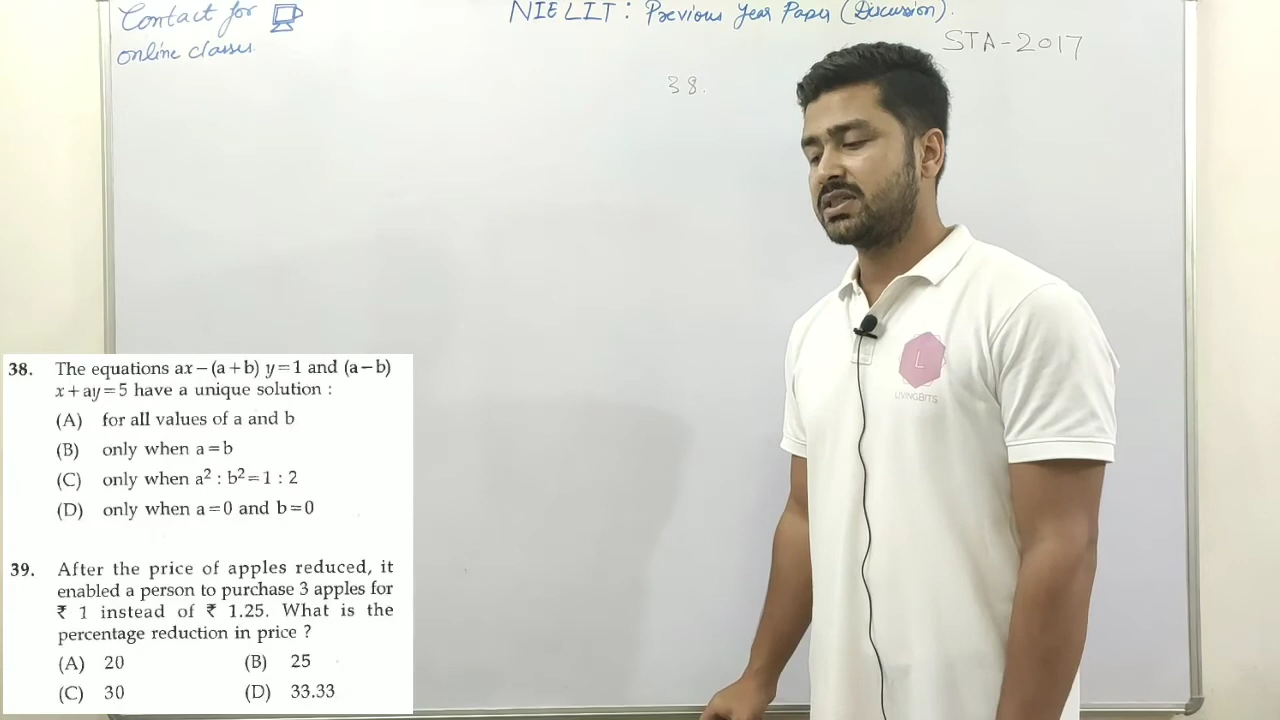 Contact for
online classes.
NIELIT : Previous Year Paper (Discussion).
STA-2017
38.
L
LIVINGBITS
38. The equations ax − (a + b) y = 1 and (a − b)
x + ay = 5 have a unique solution :
(A) for all values of a and b
(B) only when a = b
(C) only when a² : b² = 1 : 2
(D) only when a = 0 and b = 0
39. After the price of apples reduced, it
enabled a person to purchase 3 apples for
₹ 1 instead of ₹ 1.25. What is the
percentage reduction in price ?
(A) 20 (B) 25
(C) 30 (D) 33.33